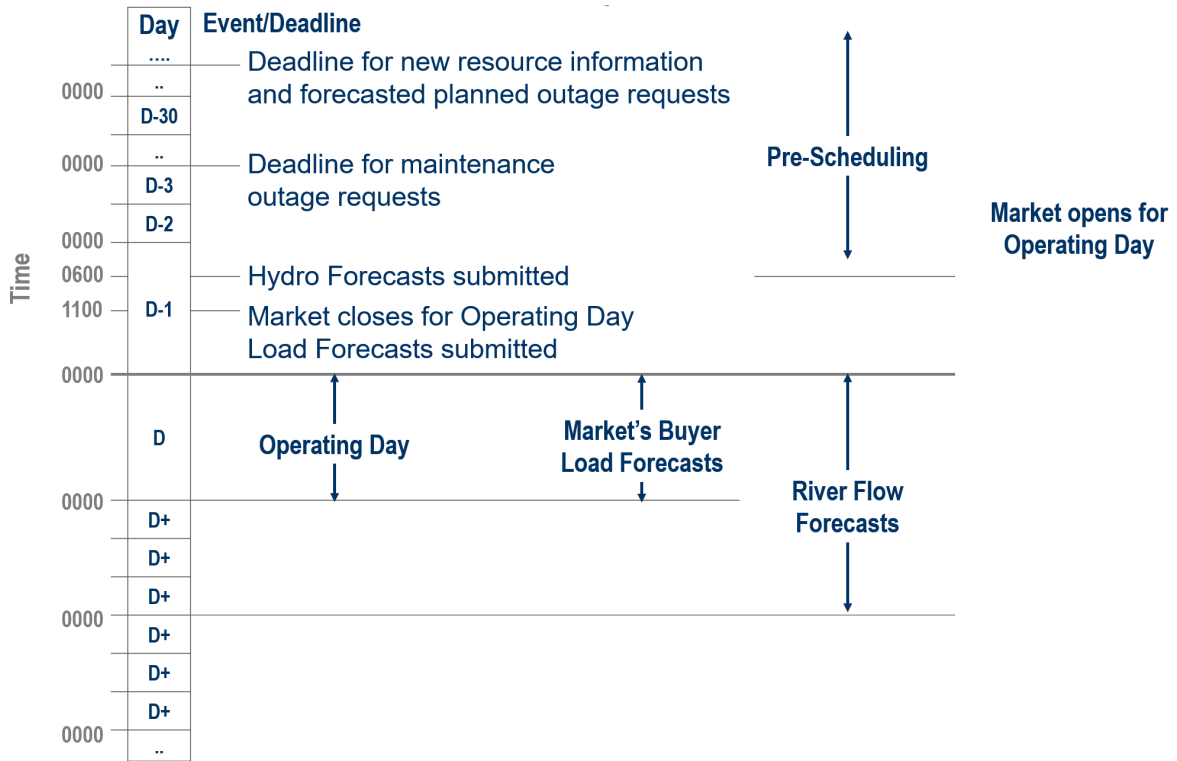 Day Event/Deadline
....
Deadline for new resource information
0000 ..
and forecasted planned outage requests
D-30
..
0000 Deadline for maintenance
D-3
outage requests
Pre-Scheduling
D-2
0000
Market opens for
Operating Day
Time
0600 Hydro Forecasts submitted
1100 D-1 Market closes for Operating Day
Load Forecasts submitted
0000
D
Operating Day
Market's Buyer
Load Forecasts
River Flow
Forecasts
0000
D+
D+
D+
0000
D+
D+
D+
0000
..